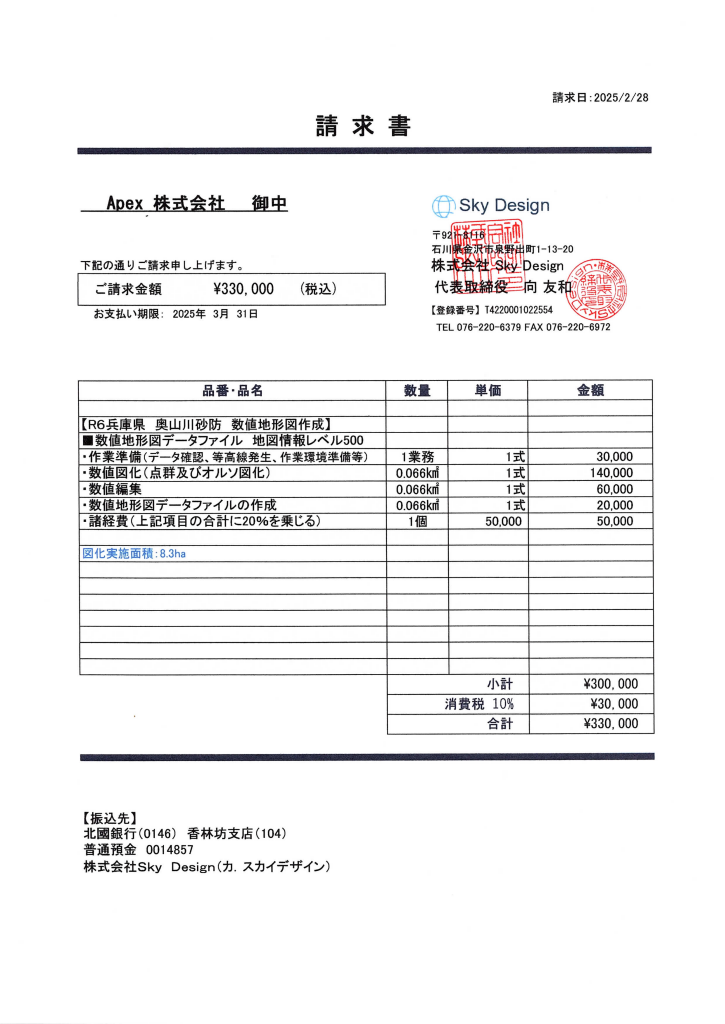 請求日：2025/2/28
請 求 書
Apex 株式会社　御中
Sky Design
〒921-8116
石川県金沢市泉野出町1-13-20
株式会社 Sky Design
代表取締役　向 友和
【登録番号】T4220001022554
TEL 076-220-6379 FAX 076-220-6972
下記の通りご請求申し上げます。
ご請求金額　¥330,000　（税込）
お支払い期限：　2025年　3月　31日
品番・品名　数量　単価　金額
【R6兵庫県　奥山川砂防　数値地形図作成】
■数値地形図データファイル　地図情報レベル500
・作業準備（データ確認、等高線発生、作業環境準備等）　1業務　1式　30,000
・数値図化（点群及びオルソ図化）　0.066k㎡　1式　140,000
・数値編集　0.066k㎡　1式　60,000
・数値地形図データファイルの作成　0.066k㎡　1式　20,000
・諸経費（上記項目の合計に20%を乗じる）　1個　50,000　50,000
図化実施面積：8.3ha
小計　¥300,000
消費税 10%　¥30,000
合計　¥330,000
【振込先】
北國銀行（0146）　香林坊支店（104）
普通預金　0014857
株式会社Sky　Design（カ．スカイデザイン）